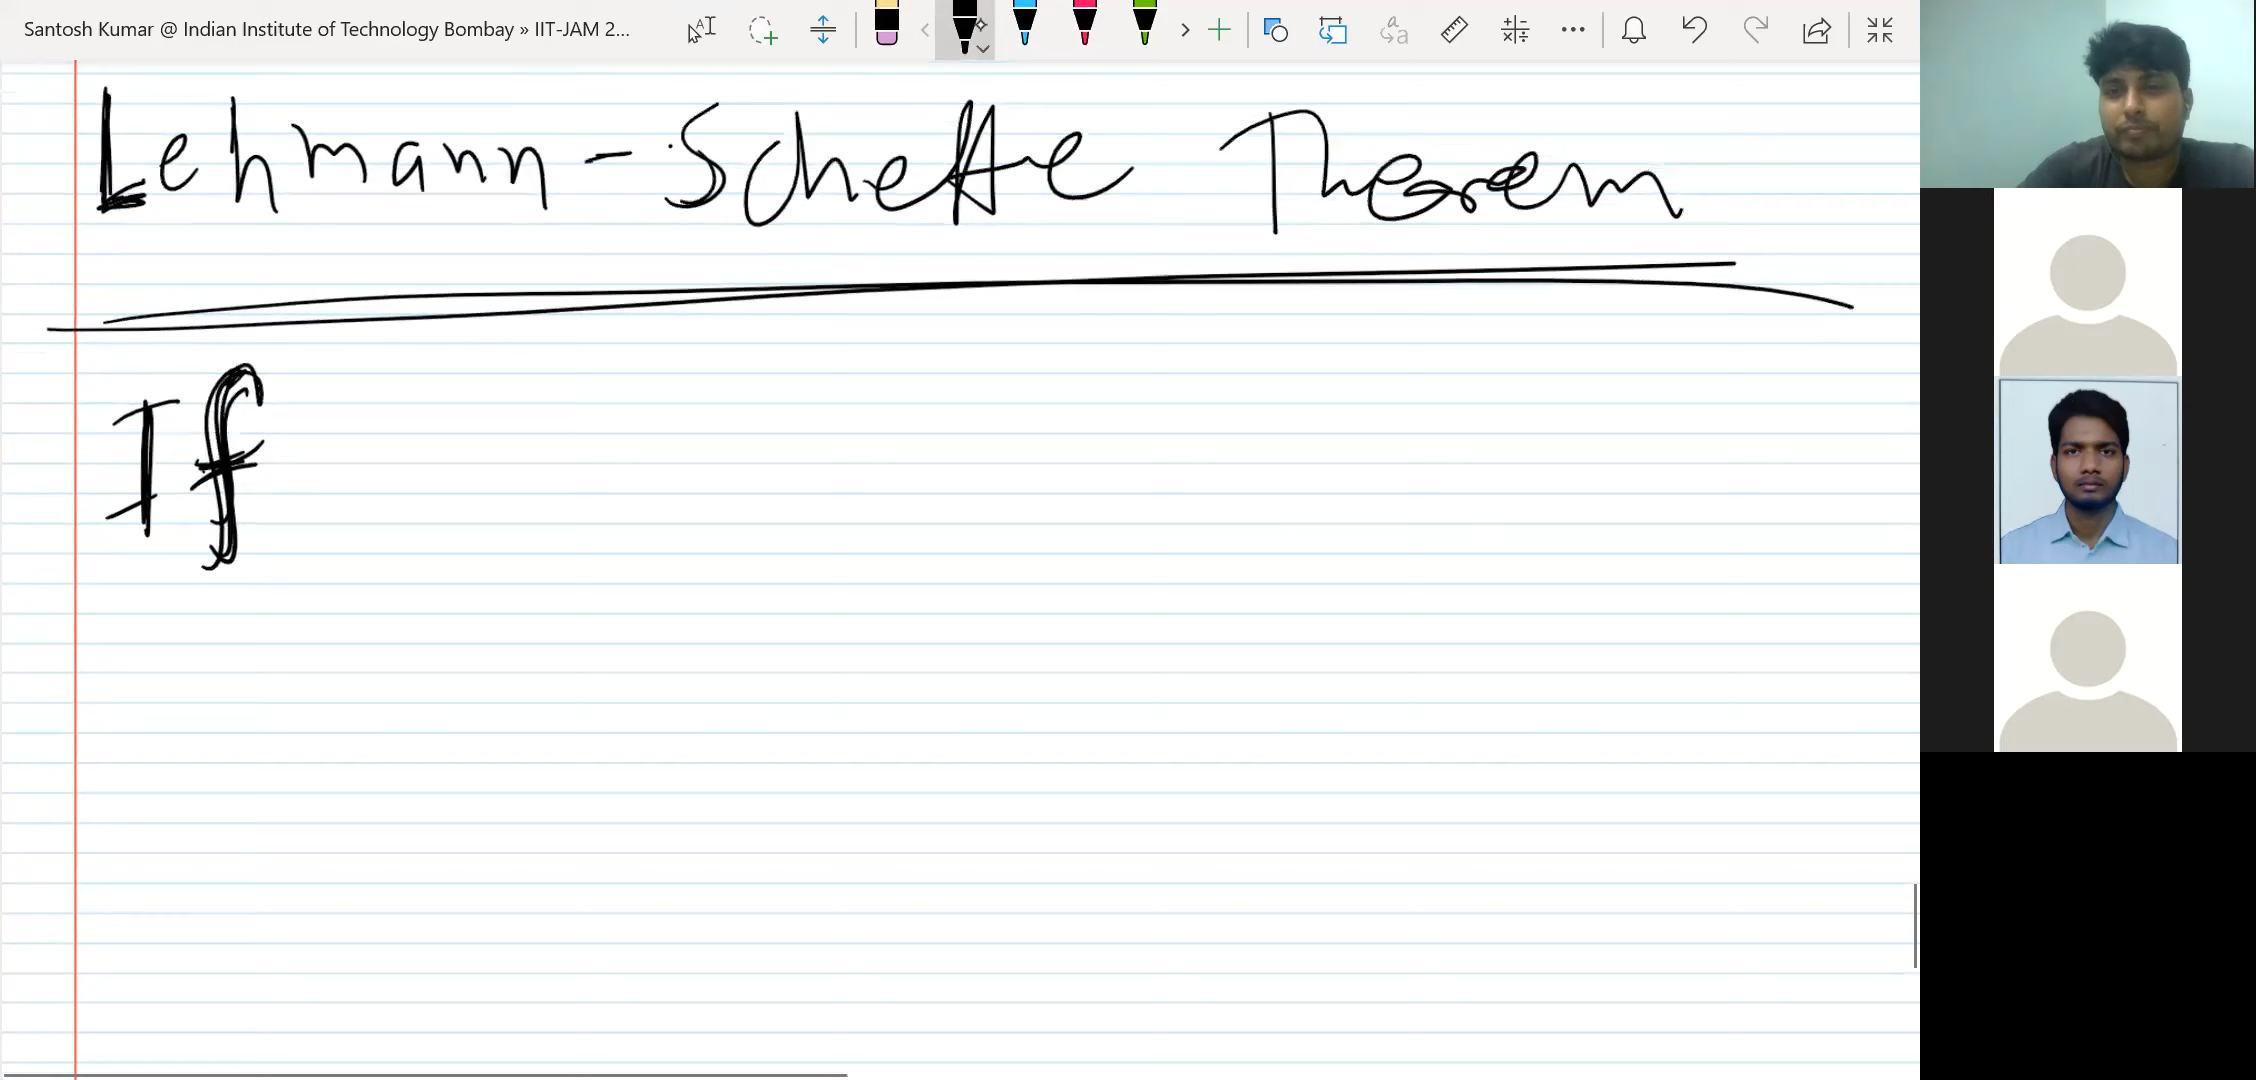 Santosh Kumar @ Indian Institute of Technology Bombay » IIT-JAM 2...
Lehmann-Scheffe Theorem
If